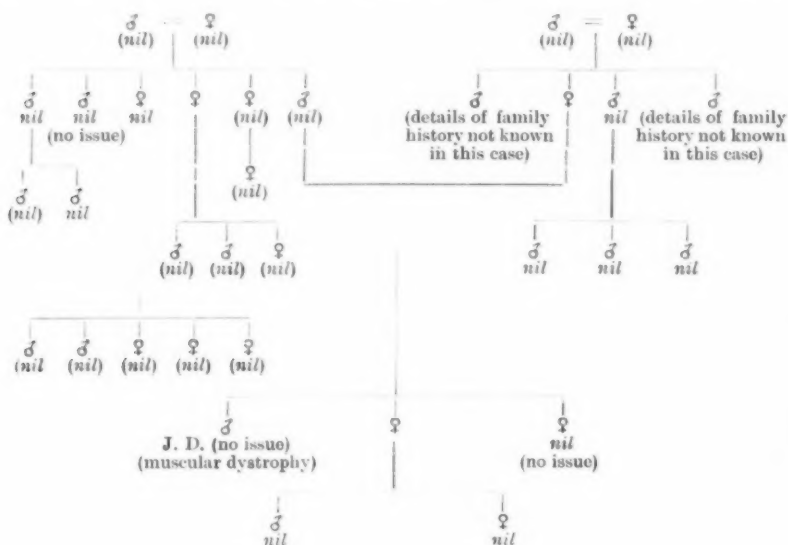 ♂ ═ ♀ ♂ ═ ♀
(nil) (nil) (nil) (nil)
♂ ♂ ♀ ♀ ♀ ♂ ♂ ♀ ♂ ♂
nil nil nil (nil) (nil) (details of family nil (details of family
(no issue) history not known history not known
in this case) in this case)
♂ ♂ ♀
(nil) nil (nil)
♂ ♂ ♀ ♂ ♂ ♂
(nil) (nil) (nil) nil nil nil
♂ ♂ ♀ ♀ ♀
(nil (nil) (nil) (nil) (nil)
♂ ♀ ♀
J. D. (no issue) nil
(muscular dystrophy) (no issue)
♂ ♀
nil nil